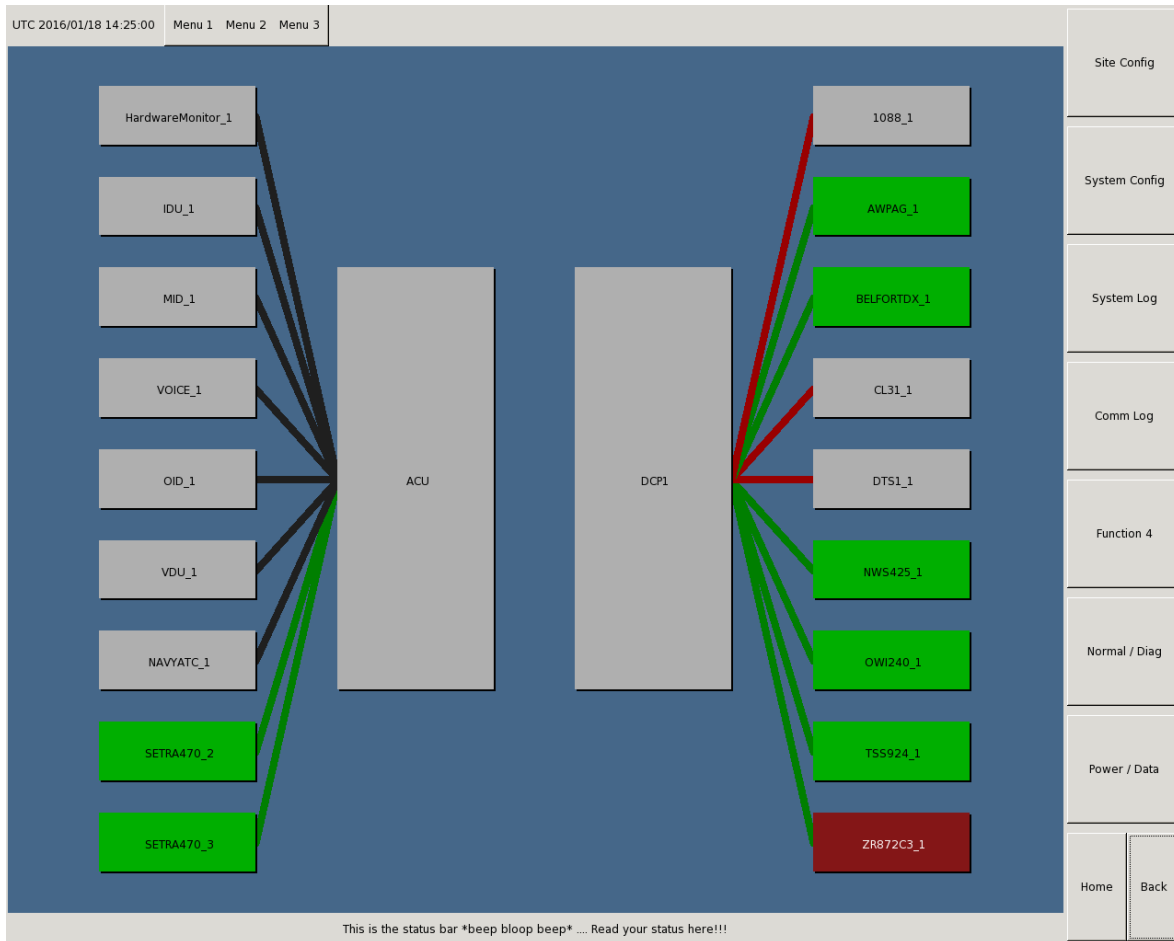 UTC 2016/01/18 14:25:00 Menu 1 Menu 2 Menu 3
HardwareMonitor_1
IDU_1
MID_1
VOICE_1
OID_1
VDU_1
NAVYATC_1
SETRA470_2
SETRA470_3
ACU
DCP1
1088_1
AWPAG_1
BELFORTDX_1
CL31_1
DTS1_1
NWS425_1
OWI240_1
TSS924_1
ZR872C3_1
Site Config
System Config
System Log
Comm Log
Function 4
Normal / Diag
Power / Data
Home Back
This is the status bar *beep bloop beep* .... Read your status here!!!